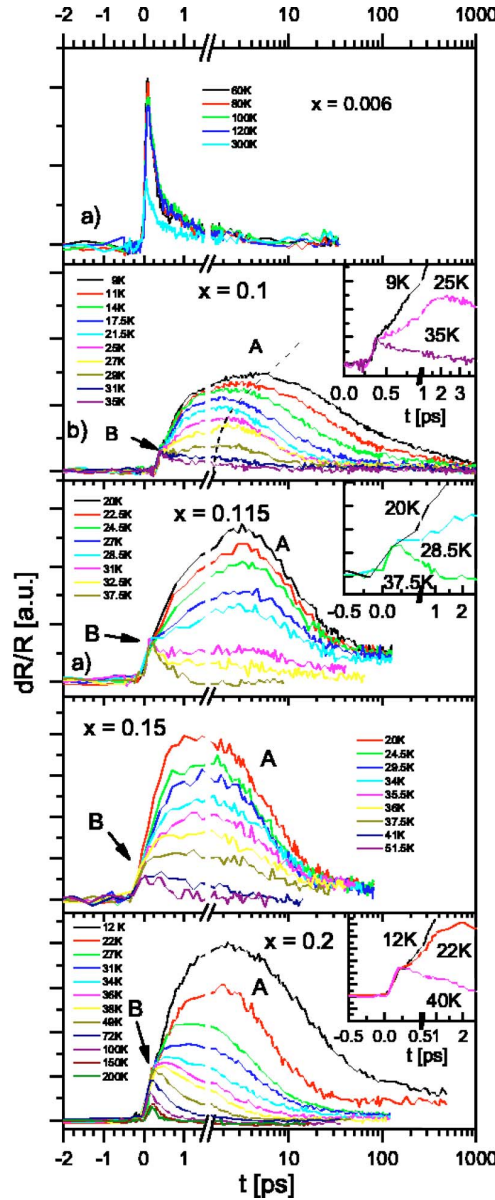 -2 -1 0 1 10 100 1000
60K
80K
100K
120K
300K
x = 0.006
a)
9K
11K
14K
17.5K
21.5K
25K
27K
29K
31K
35K
x = 0.1
A
B
b)
9K 25K
35K
0.0 0.5 1 1 2 3
t [ps]
20K
22.5K
24.5K
27K
28.5K
31K
32.5K
37.5K
x = 0.115
A
B
a)
20K
28.5K
37.5K
-0.5 0.0 1 2
dR/R [a.u.]
x = 0.15
A
B
20K
24.5K
29.5K
34K
35.5K
36K
37.5K
41K
51.5K
12 K
22K
27K
31K
34K
36K
38K
49K
72K
100K
150K
200K
x = 0.2
A
B
12K
22K
40K
-0.5 0.0 0.51 2
-2 -1 0 1 10 100 1000
t [ps]